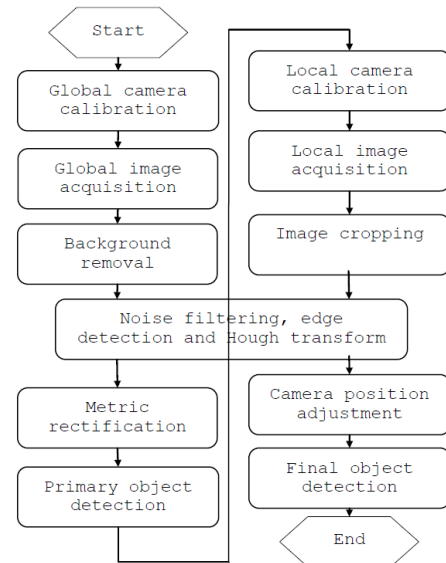 Start
Global camera
calibration
Global image
acquisition
Background
removal
Noise filtering, edge
detection and Hough transform
Metric
rectification
Primary object
detection
Local camera
calibration
Local image
acquisition
Image cropping
Camera position
adjustment
Final object
detection
End